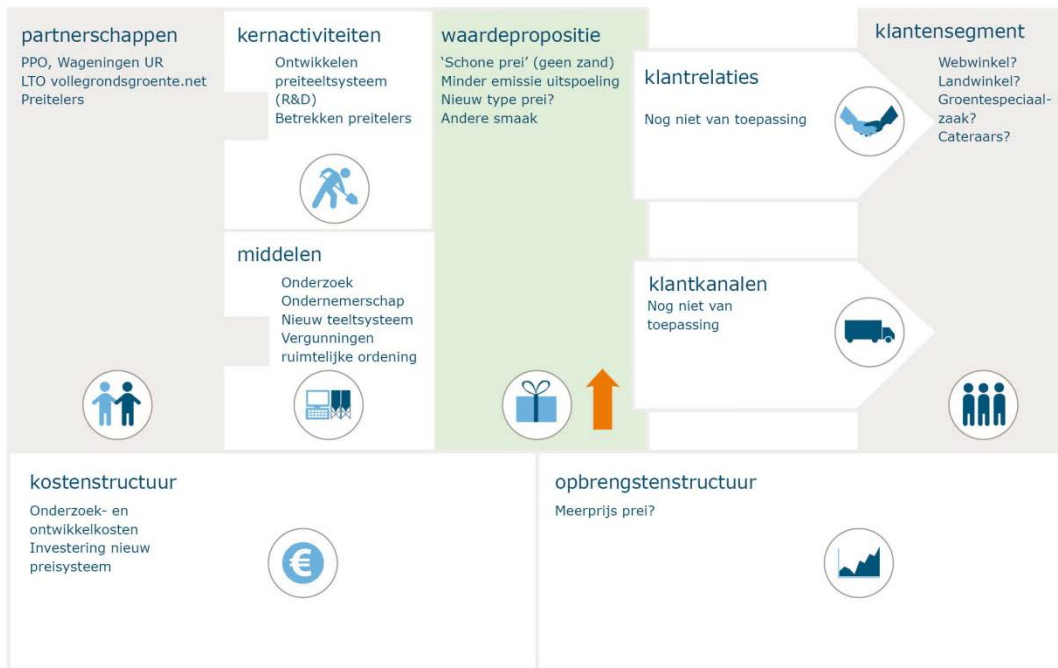 partnerschappen
PPO, Wageningen UR
LTO vollegrondsgroente.net
Preitelers
kernactiviteiten
Ontwikkelen
preiteeltsysteem
(R&D)
Betrekken preitelers
middelen
Onderzoek
Ondernemerschap
Nieuw teeltsysteem
Vergunningen
ruimtelijke ordening
waardepropositie
‘Schone prei’ (geen zand)
Minder emissie uitspoeling
Nieuw type prei?
Andere smaak
klantrelaties
Nog niet van toepassing
klantkanalen
Nog niet van
toepassing
klantensegment
Webwinkel?
Landwinkel?
Groentespeciaal-
zaak?
Cateraars?
kostenstructuur
Onderzoek- en
ontwikkelkosten
Investering nieuw
preisysteem
€
opbrengstenstructuur
Meerprijs prei?